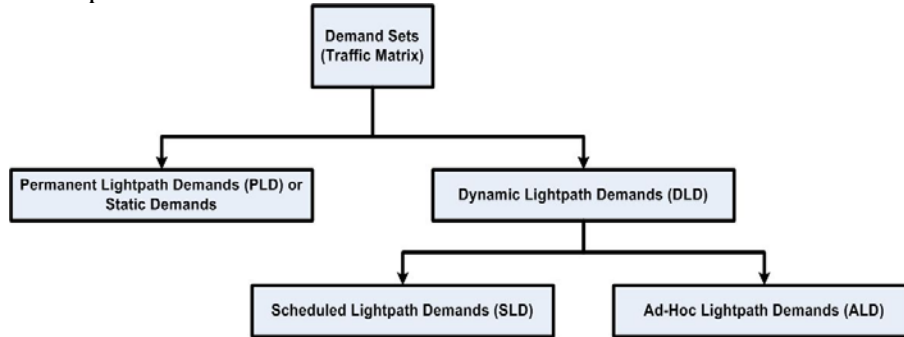 Demand Sets
(Traffic Matrix)
Permanent Lightpath Demands (PLD) or
Static Demands
Dynamic Lightpath Demands (DLD)
Scheduled Lightpath Demands (SLD)
Ad-Hoc Lightpath Demands (ALD)